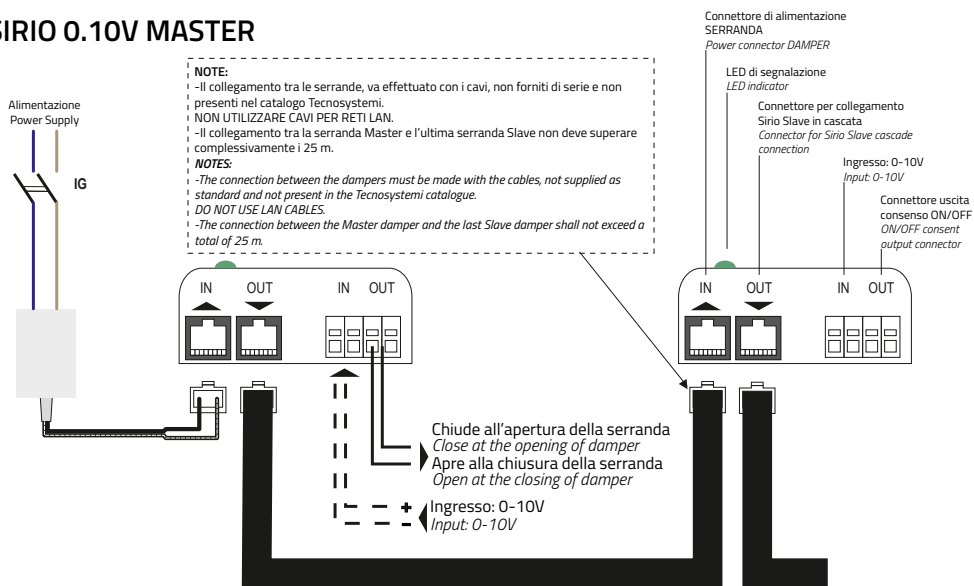 SIRIO 0.10V MASTER
Alimentazione
Power Supply
IG
NOTE:
-Il collegamento tra le serrande, va effettuato con i cavi, non forniti di serie e non
presenti nel catalogo Tecnosystemi.
NON UTILIZZARE CAVI PER RETI LAN.
-Il collegamento tra la serranda Master e l'ultima serranda Slave non deve superare
complessivamente i 25 m.
NOTES:
-The connection between the dampers must be made with the cables, not supplied as
standard and not present in the Tecnosystemi catalogue.
DO NOT USE LAN CABLES.
-The connection between the Master damper and the last Slave damper shall not exceed a
total of 25 m.
Connettore di alimentazione
SERRANDA
Power connector DAMPER
LED di segnalazione
LED indicator
Connettore per collegamento
Sirio Slave in cascata
Connector for Sirio Slave cascade
connection
Ingresso: 0-10V
Input: 0-10V
Connettore uscita
consenso ON/OFF
ON/OFF consent
output connector
IN OUT IN OUT
IN OUT IN OUT
Chiude all'apertura della serranda
Close at the opening of damper
Apre alla chiusura della serranda
Open at the closing of damper
+ Ingresso: 0-10V
- Input: 0-10V